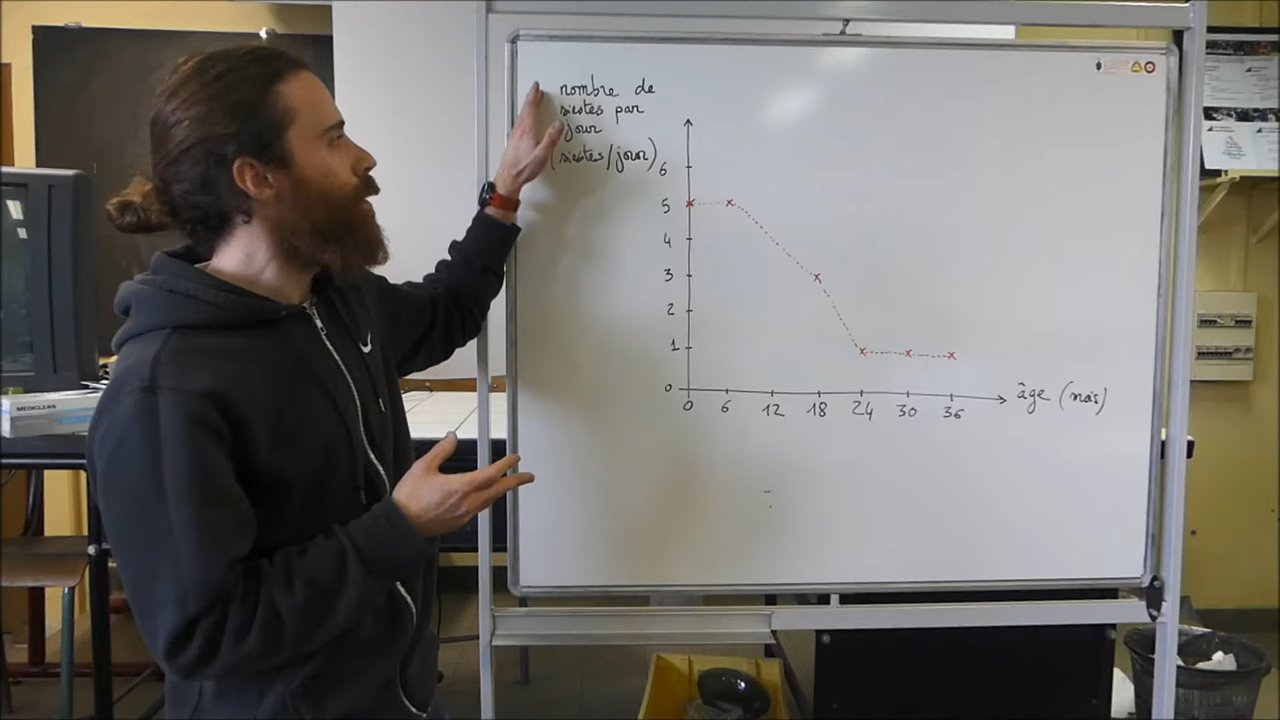 nombre de
siestes par
jour
(siestes/jour)
6
5
4
3
2
1
0
0 6 12 18 24 30 36
âge (mois)
MEDICLEAN